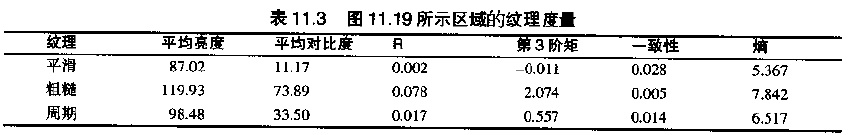 表 11.3 图 11.19 所示区域的纹理度量
纹理 平均亮度 平均对比度 R 第 3 阶矩 一致性 熵
平滑 87.02 11.17 0.002 -0.011 0.028 5.367
粗糙 119.93 73.89 0.078 2.074 0.005 7.842
周期 98.48 33.50 0.017 0.557 0.014 6.517